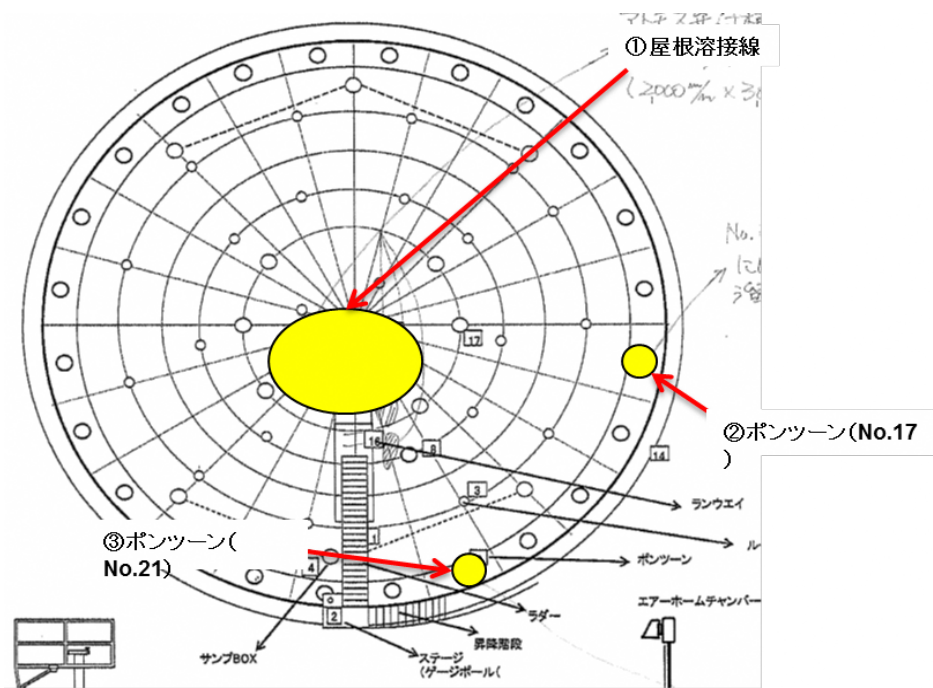 ①屋根溶接線
(2000 m/m × 3
No.
17
②ポンツーン(No.17
)
16
8
14
3
ランウエイ
1
ル
③ポンツーン(
No.21)
4
ポンツーン
エアーホームチャンバー
2
ラダー
昇降階段
サンプBOX
ステージ
(ゲージポール(